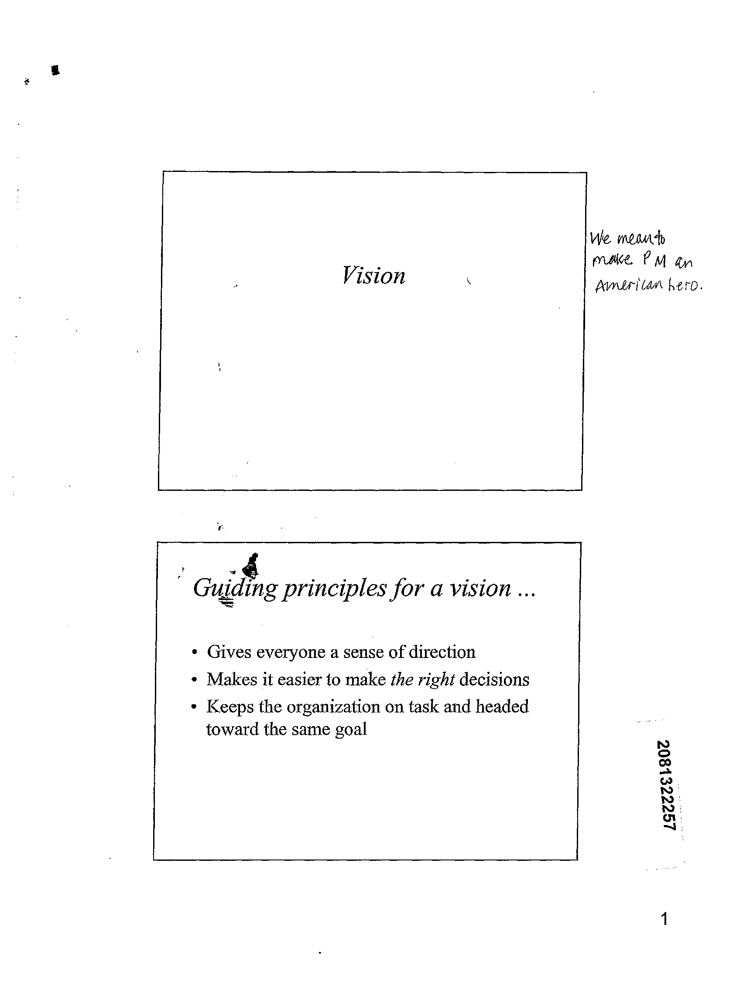 Vision
We mean to
make PM an
American hero.
Guiding principles for a vision ...
• Gives everyone a sense of direction
• Makes it easier to make the right decisions
• Keeps the organization on task and headed
toward the same goal
2081322257
1